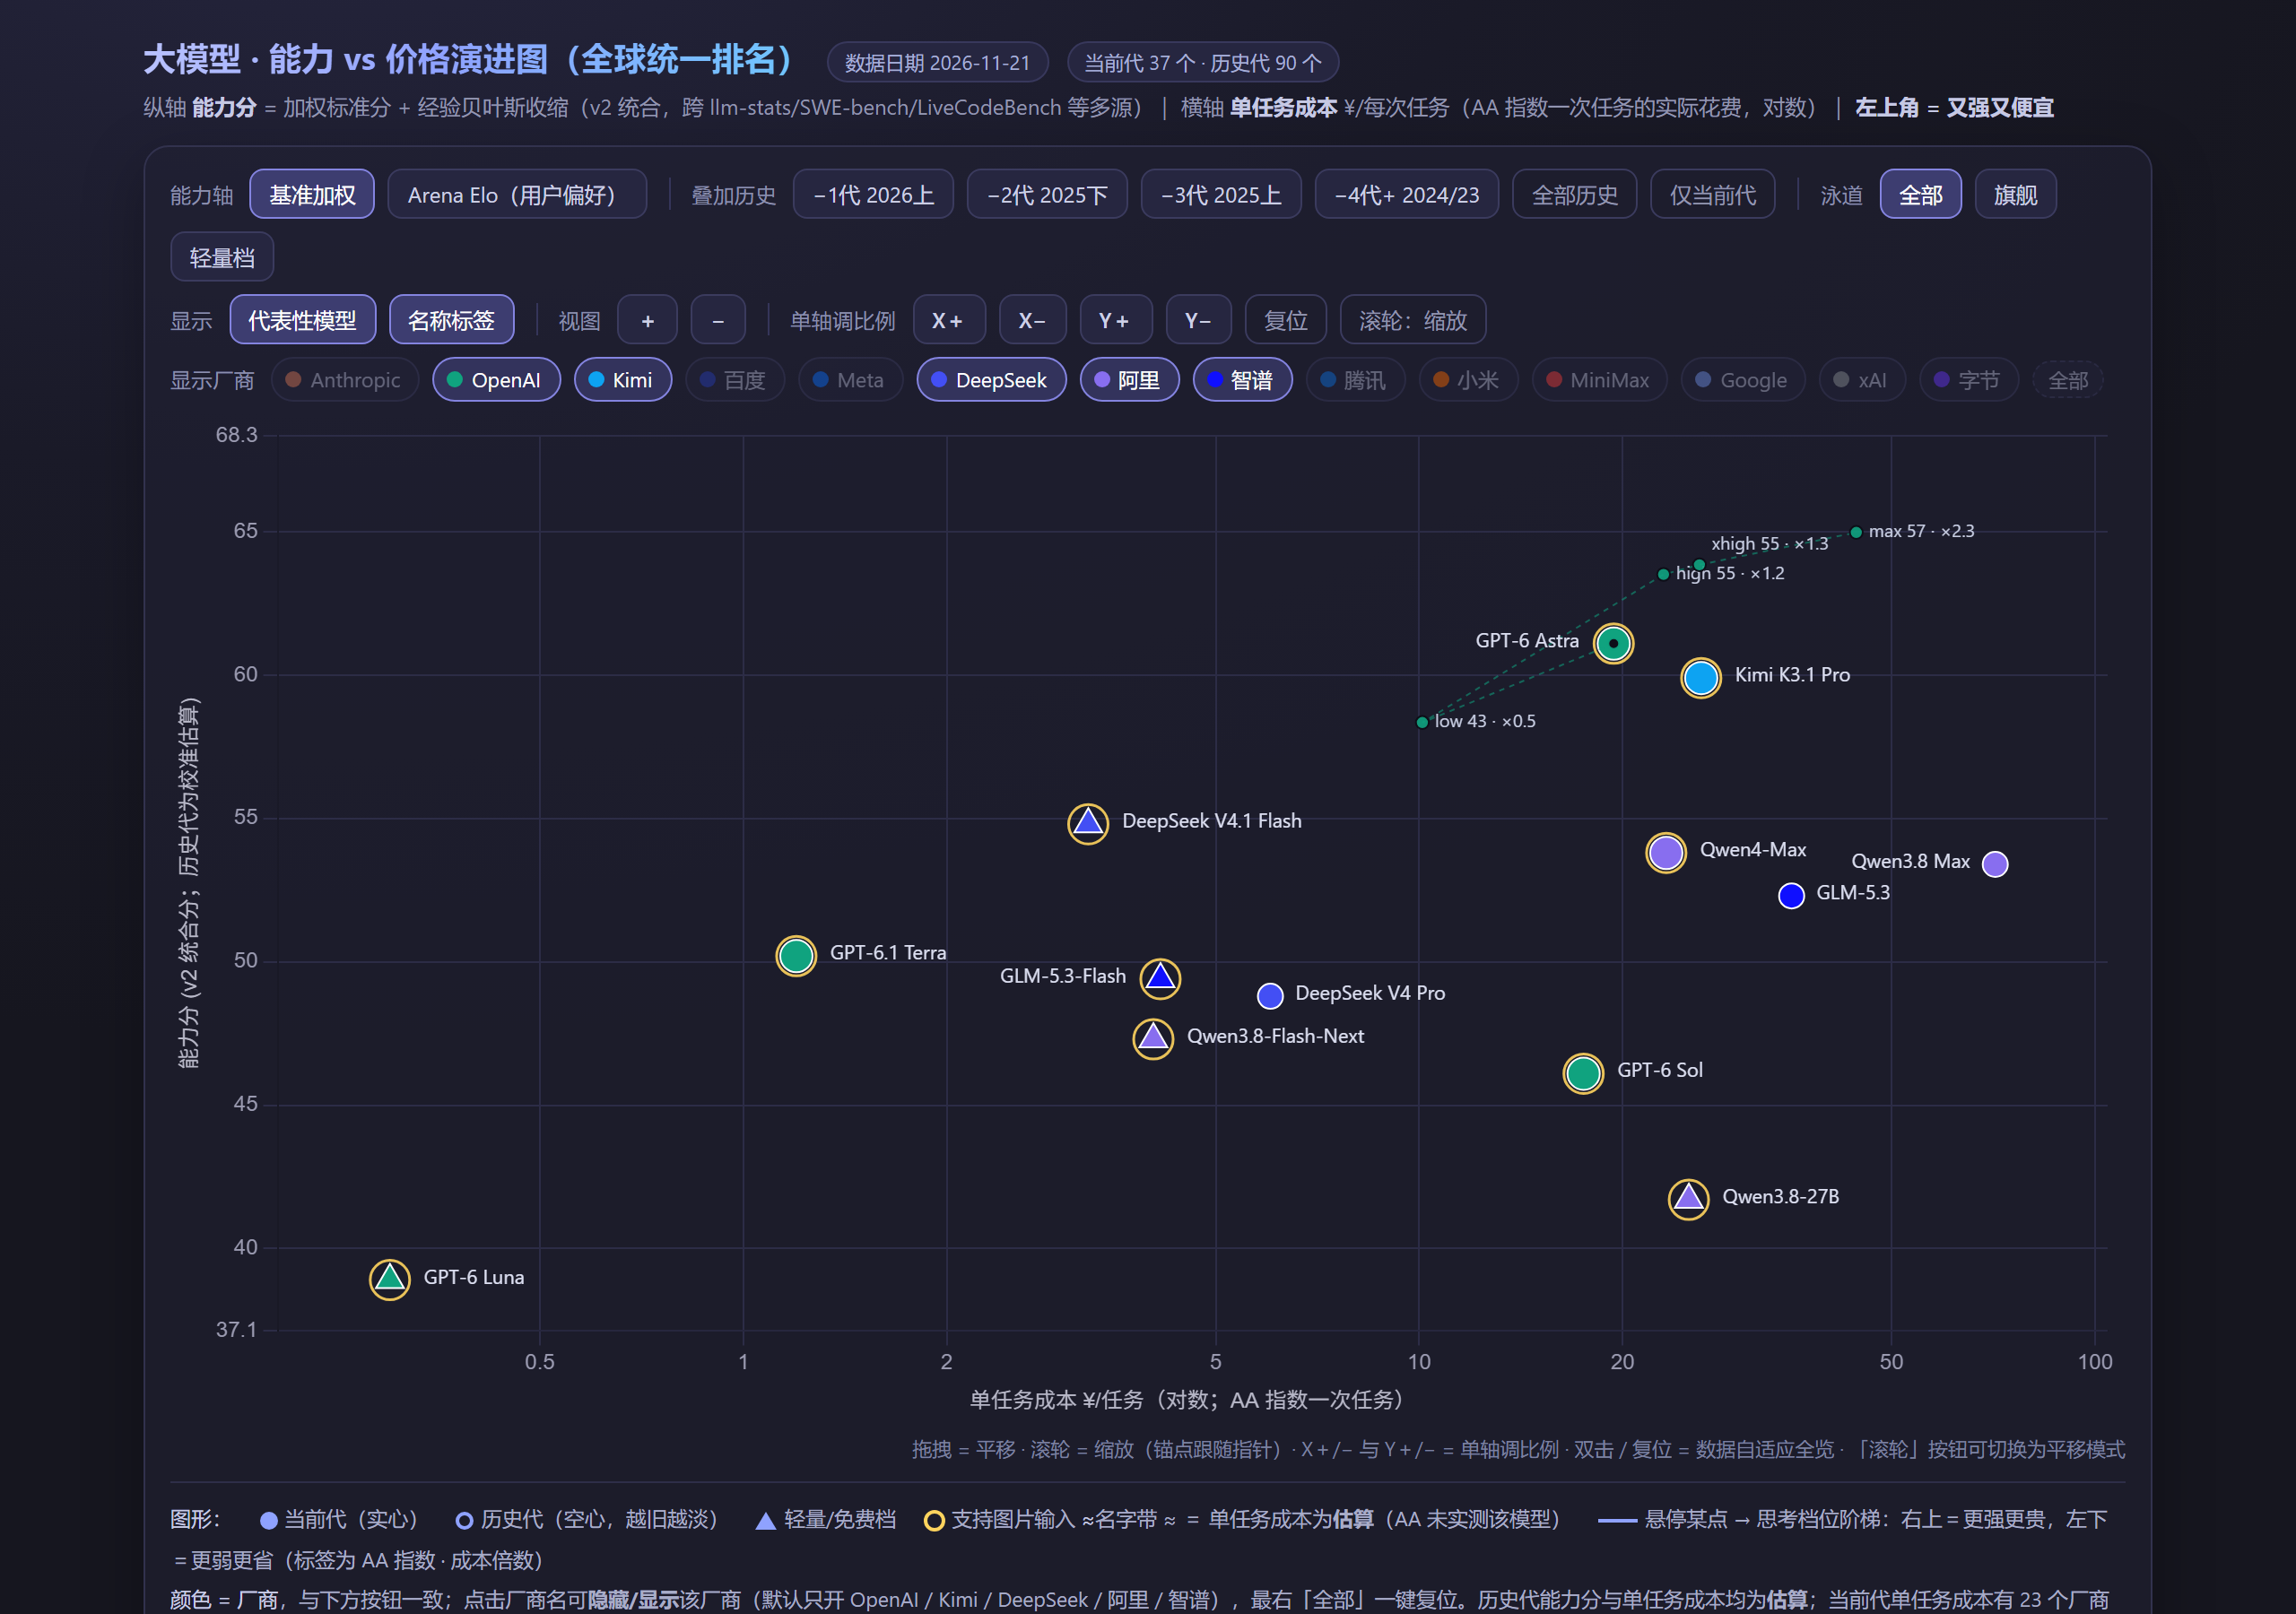 大模型 · 能力 vs 价格演进图（全球统一排名） 数据日期 2026-11-21 当前代 37 个 · 历史代 90 个
纵轴 能力分 = 加权标准分 + 经验贝叶斯收缩（v2 统合，跨 llm-stats/SWE-bench/LiveCodeBench 等多源） | 横轴 单任务成本 ¥/每次任务（AA 指数一次任务的实际花费，对数） | 左上角 = 又强又便宜
能力轴 基准加权 Arena Elo（用户偏好） 叠加历史 −1代 2026上 −2代 2025下 −3代 2025上 −4代+ 2024/23 全部历史 仅当前代 泳道 全部 旗舰
轻量档
显示 代表性模型 名称标签 视图 + − 单轴调比例 X+ X− Y+ Y− 复位 滚轮：缩放
显示厂商 Anthropic OpenAI Kimi 百度 Meta DeepSeek 阿里 智谱 腾讯 小米 MiniMax Google xAI 字节 全部
68.3
65
max 57 · ×2.3
xhigh 55 · ×1.3
high 55 · ×1.2
GPT-6 Astra
60
Kimi K3.1 Pro
low 43 · ×0.5
55
DeepSeek V4.1 Flash
Qwen4-Max
Qwen3.8 Max
GLM-5.3
50
GPT-6.1 Terra
GLM-5.3-Flash
DeepSeek V4 Pro
Qwen3.8-Flash-Next
GPT-6 Sol
45
Qwen3.8-27B
40
GPT-6 Luna
37.1
能力分 (v2 统合分；历史代为校准估算)
0.5 1 2 5 10 20 50 100
单任务成本 ¥/任务（对数；AA 指数一次任务）
拖拽 = 平移 · 滚轮 = 缩放（锚点跟随指针）· X+/− 与 Y+/− = 单轴调比例 · 双击 / 复位 = 数据自适应全览 · 「滚轮」按钮可切换为平移模式
图形： 当前代（实心） 历史代（空心，越旧越淡） 轻量/免费档 支持图片输入 ≈名字带 ≈ = 单任务成本为估算（AA 未实测该模型） 悬停某点 → 思考档位阶梯：右上=更强更贵，左下
=更弱更省（标签为 AA 指数 · 成本倍数）
颜色 = 厂商，与下方按钮一致；点击厂商名可隐藏/显示该厂商（默认只开 OpenAI / Kimi / DeepSeek / 阿里 / 智谱），最右「全部」一键复位。历史代能力分与单任务成本均为估算；当前代单任务成本有 23 个厂商